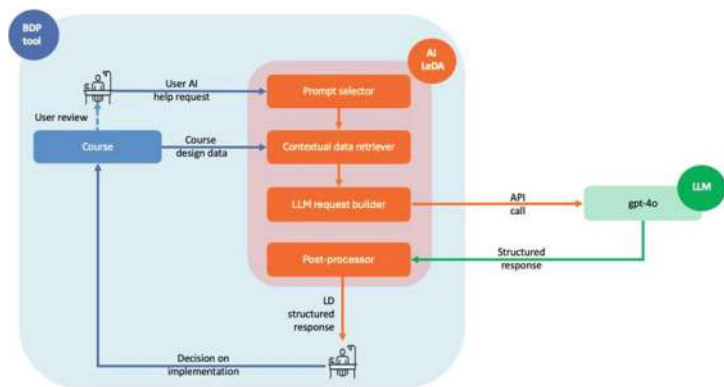 BDP
tool
AI
LeDA
User AI
help request
Prompt selector
User review
Course
Course
design data
Contextual data retriever
LLM request builder
API
call
gpt-4o
LLM
Post-processor
Structured
response
LD
structured
response
Decision on
implementation